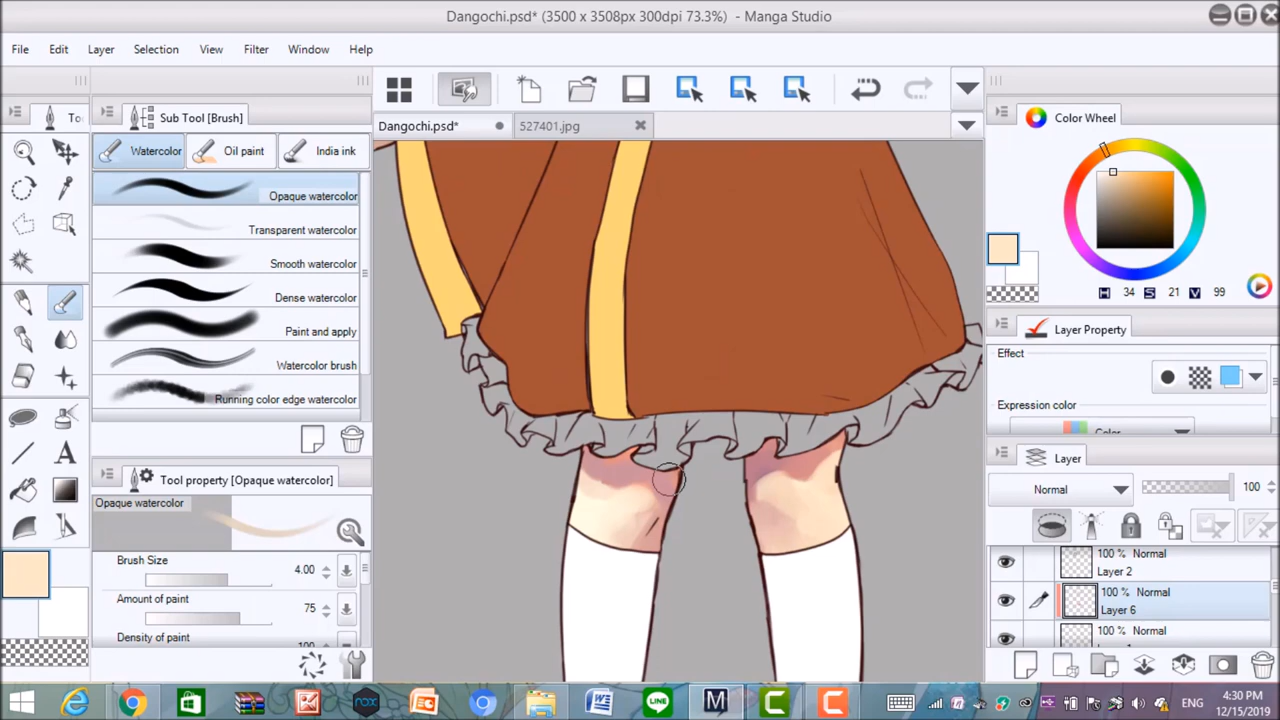 Dangochi.psd* (3500 x 3508px 300dpi 73.3%) - Manga Studio
File Edit Layer Selection View Filter Window Help
Sub Tool [Brush]
Watercolor Oil paint India ink
Opaque watercolor
Transparent watercolor
Smooth watercolor
Dense watercolor
Paint and apply
Watercolor brush
Running color edge watercolor
Tool property [Opaque watercolor]
Opaque watercolor
Brush Size 4.00
Amount of paint 75
Density of paint 100
Dangochi.psd* 527401.jpg
Color Wheel
H 34 S 21 V 99
Layer Property
Effect
Expression color
Color
Layer
Normal 100
100 % Normal
Layer 2
100 % Normal
Layer 6
100 % Normal
ENG
4:30 PM
12/15/2019